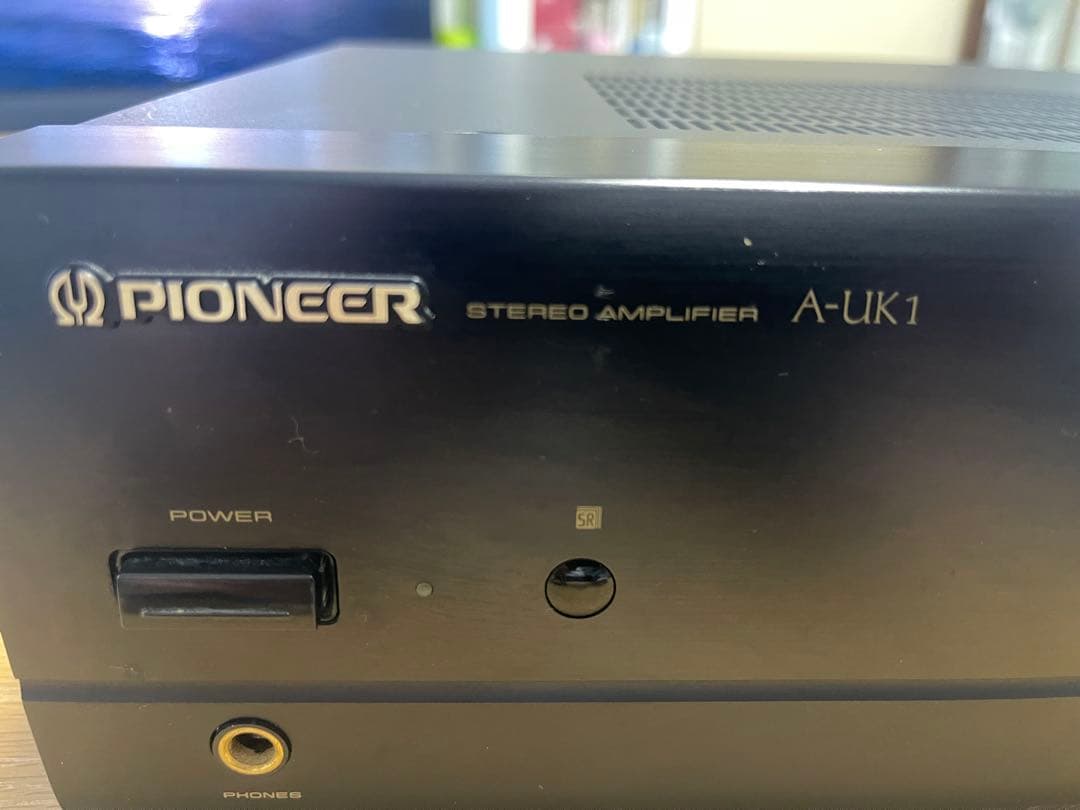 PIONEER STEREO AMPLIFIER A-UK1
POWER
SR
PHONES